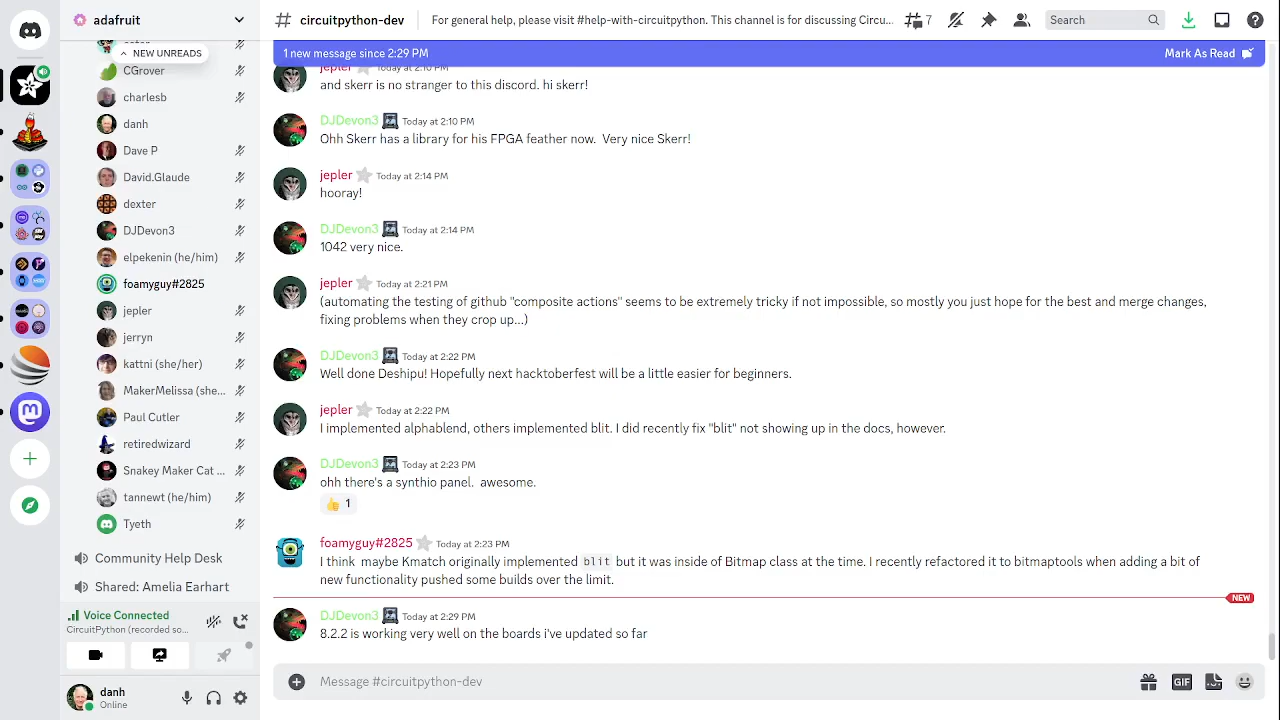 adafruit
NEW UNREADS
CGrover
charlesb
danh
Dave P
David.Glaude
dexter
DJDevon3
elpekenin (he/him)
foamyguy#2825
jepler
jerryn
kattni (she/her)
MakerMelissa (she...
Paul Cutler
retiredwizard
Snakey Maker Cat ...
tannewt (he/him)
Tyeth
Community Help Desk
Shared: Amelia Earhart
Voice Connected
CircuitPython (recorded so...
danh
Online
# circuitpython-dev
For general help, please visit #help-with-circuitpython. This channel is for discussing Circu...
7
Search
1 new message since 2:29 PM
Mark As Read
jepler Today at 2:10 PM
and skerr is no stranger to this discord. hi skerr!
DJDevon3 Today at 2:10 PM
Ohh Skerr has a library for his FPGA feather now. Very nice Skerr!
jepler Today at 2:14 PM
hooray!
DJDevon3 Today at 2:14 PM
1042 very nice.
jepler Today at 2:21 PM
(automating the testing of github "composite actions" seems to be extremely tricky if not impossible, so mostly you just hope for the best and merge changes,
fixing problems when they crop up...)
DJDevon3 Today at 2:22 PM
Well done Deshipu! Hopefully next hacktoberfest will be a little easier for beginners.
jepler Today at 2:22 PM
I implemented alphablend, others implemented blit. I did recently fix "blit" not showing up in the docs, however.
DJDevon3 Today at 2:23 PM
ohh there's a synthio panel. awesome.
1
foamyguy#2825 Today at 2:23 PM
I think maybe Kmatch originally implemented blit but it was inside of Bitmap class at the time. I recently refactored it to bitmaptools when adding a bit of
new functionality pushed some builds over the limit.
NEW
DJDevon3 Today at 2:29 PM
8.2.2 is working very well on the boards i've updated so far
Message #circuitpython-dev
GIF